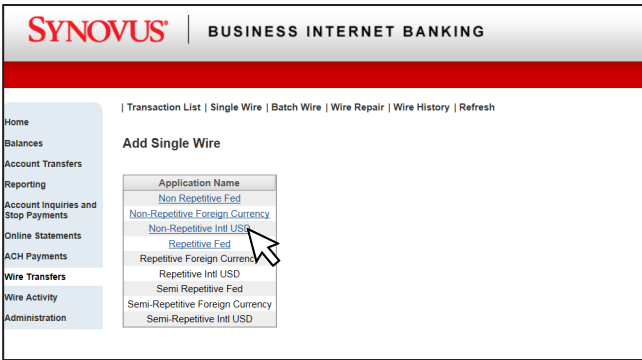 SYNOVUS® BUSINESS INTERNET BANKING
| Transaction List | Single Wire | Batch Wire | Wire Repair | Wire History | Refresh
Home
Balances
Account Transfers
Reporting
Account Inquiries and
Stop Payments
Online Statements
ACH Payments
Wire Transfers
Wire Activity
Administration
Add Single Wire
Application Name
Non Repetitive Fed
Non-Repetitive Foreign Currency
Non-Repetitive Intl USD
Repetitive Fed
Repetitive Foreign Currency
Repetitive Intl USD
Semi Repetitive Fed
Semi-Repetitive Foreign Currency
Semi-Repetitive Intl USD